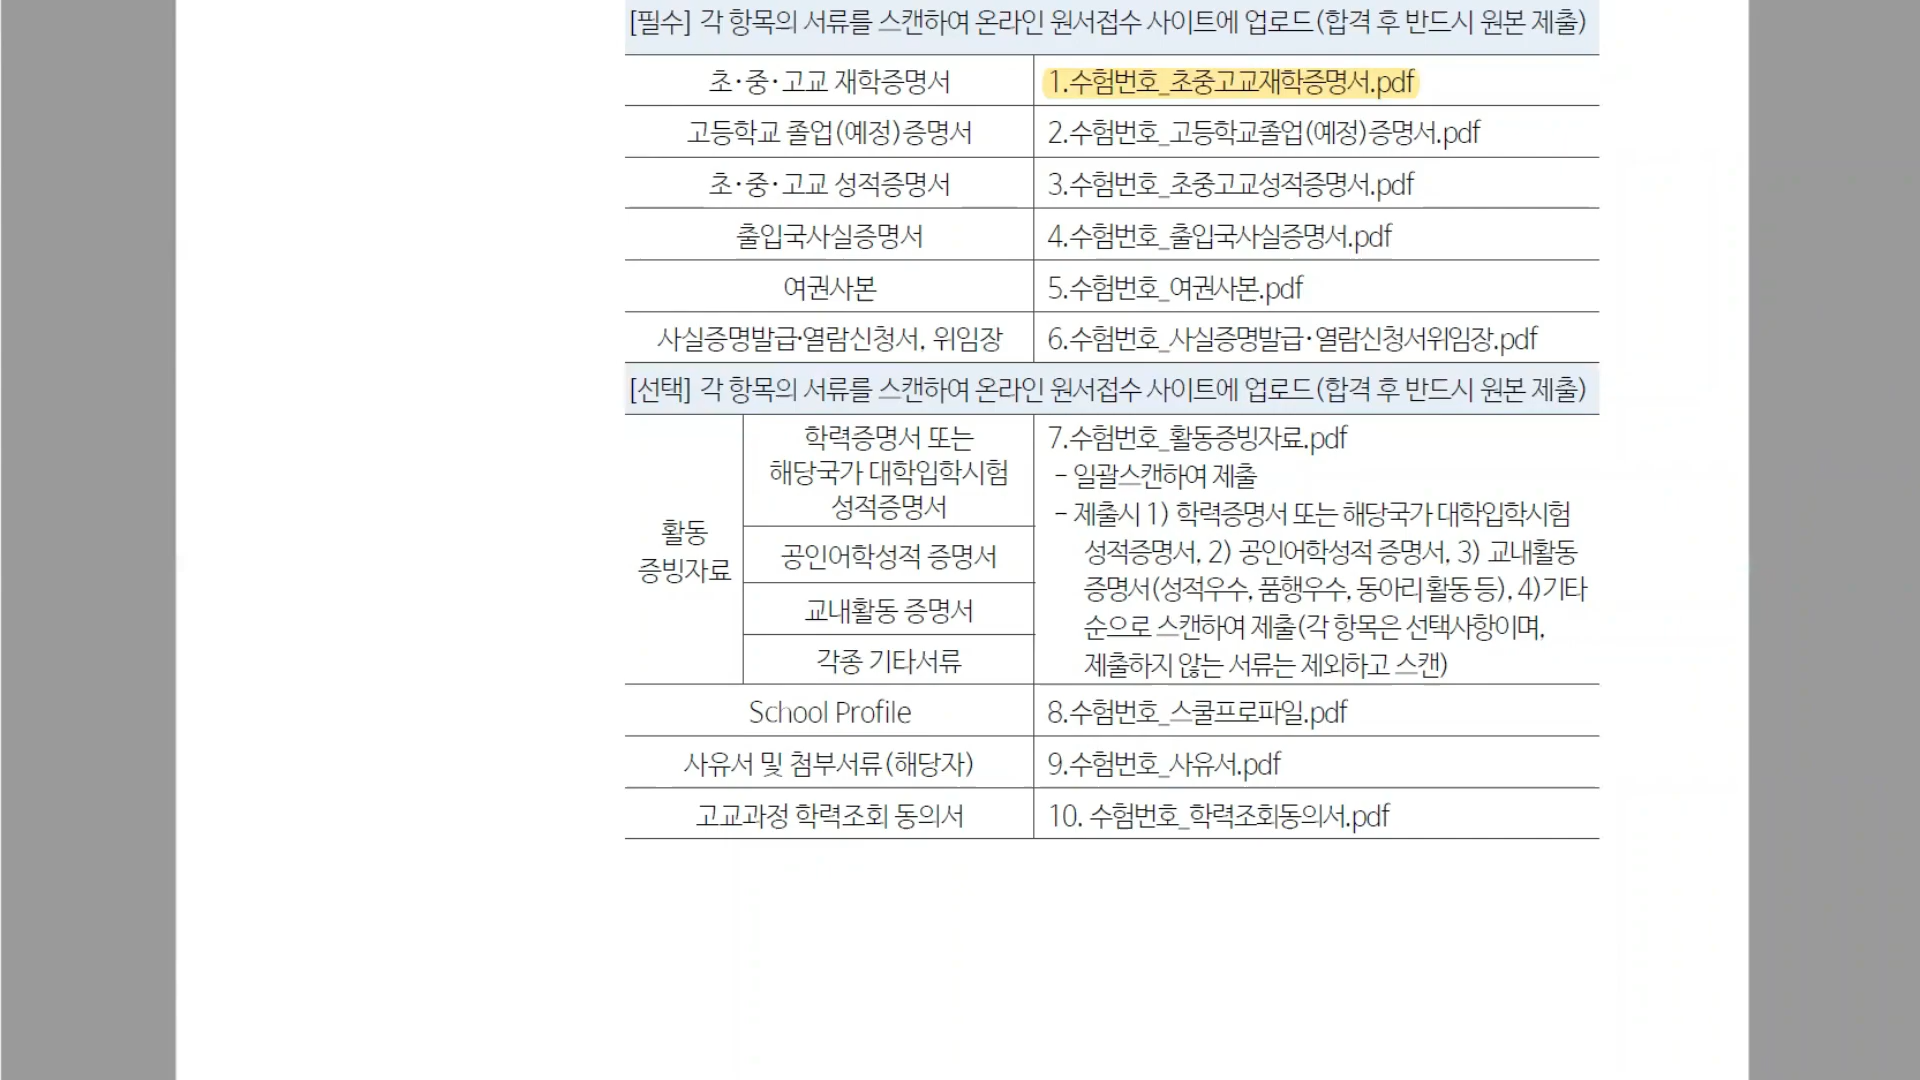 [필수] 각 항목의 서류를 스캔하여 온라인 원서접수 사이트에 업로드(합격 후 반드시 원본 제출)
초·중·고교 재학증명서
1.수험번호_초중고교재학증명서.pdf
고등학교 졸업(예정)증명서
2.수험번호_고등학교졸업(예정)증명서.pdf
초·중·고교 성적증명서
3.수험번호_초중고교성적증명서.pdf
출입국사실증명서
4.수험번호_출입국사실증명서.pdf
여권사본
5.수험번호_여권사본.pdf
사실증명발급·열람신청서, 위임장
6.수험번호_사실증명발급·열람신청서위임장.pdf
[선택] 각 항목의 서류를 스캔하여 온라인 원서접수 사이트에 업로드(합격 후 반드시 원본 제출)
활동
증빙자료
학력증명서 또는
해당국가 대학입학시험
성적증명서
공인어학성적 증명서
교내활동 증명서
각종 기타서류
7.수험번호_활동증빙자료.pdf
- 일괄스캔하여 제출
- 제출시 1) 학력증명서 또는 해당국가 대학입학시험
성적증명서, 2) 공인어학성적 증명서, 3) 교내활동
증명서(성적우수, 품행우수, 동아리 활동 등), 4)기타
순으로 스캔하여 제출(각 항목은 선택사항이며,
제출하지 않는 서류는 제외하고 스캔)
School Profile
8.수험번호_스쿨프로파일.pdf
사유서 및 첨부서류(해당자)
9.수험번호_사유서.pdf
고교과정 학력조회 동의서
10. 수험번호_학력조회동의서.pdf